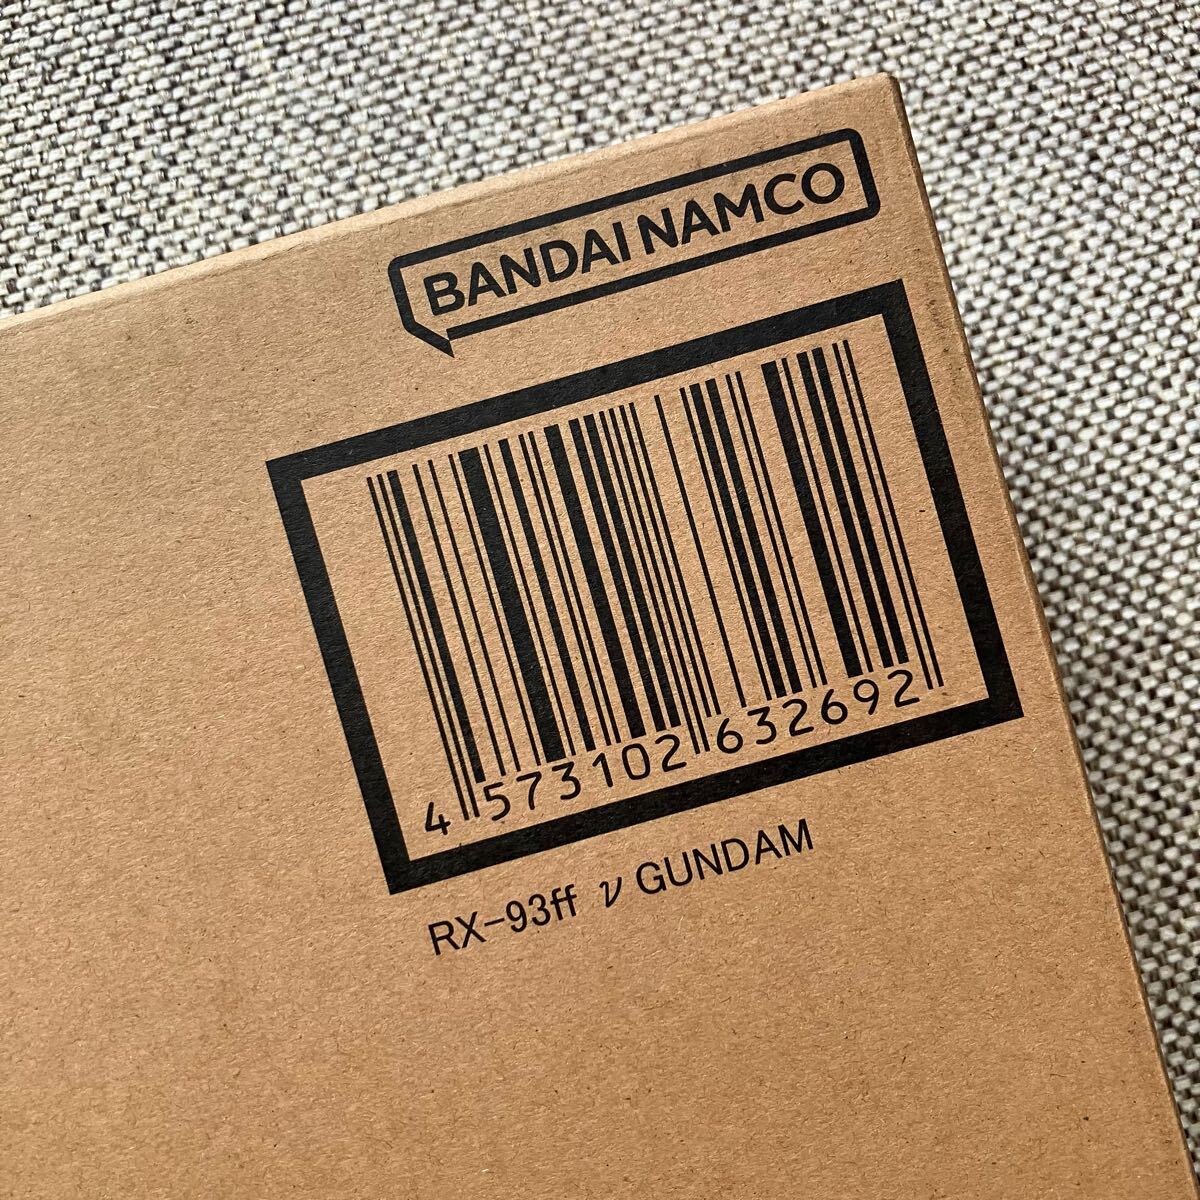 BANDAI NAMCO
4 573102 632692
RX-93ff ν GUNDAM